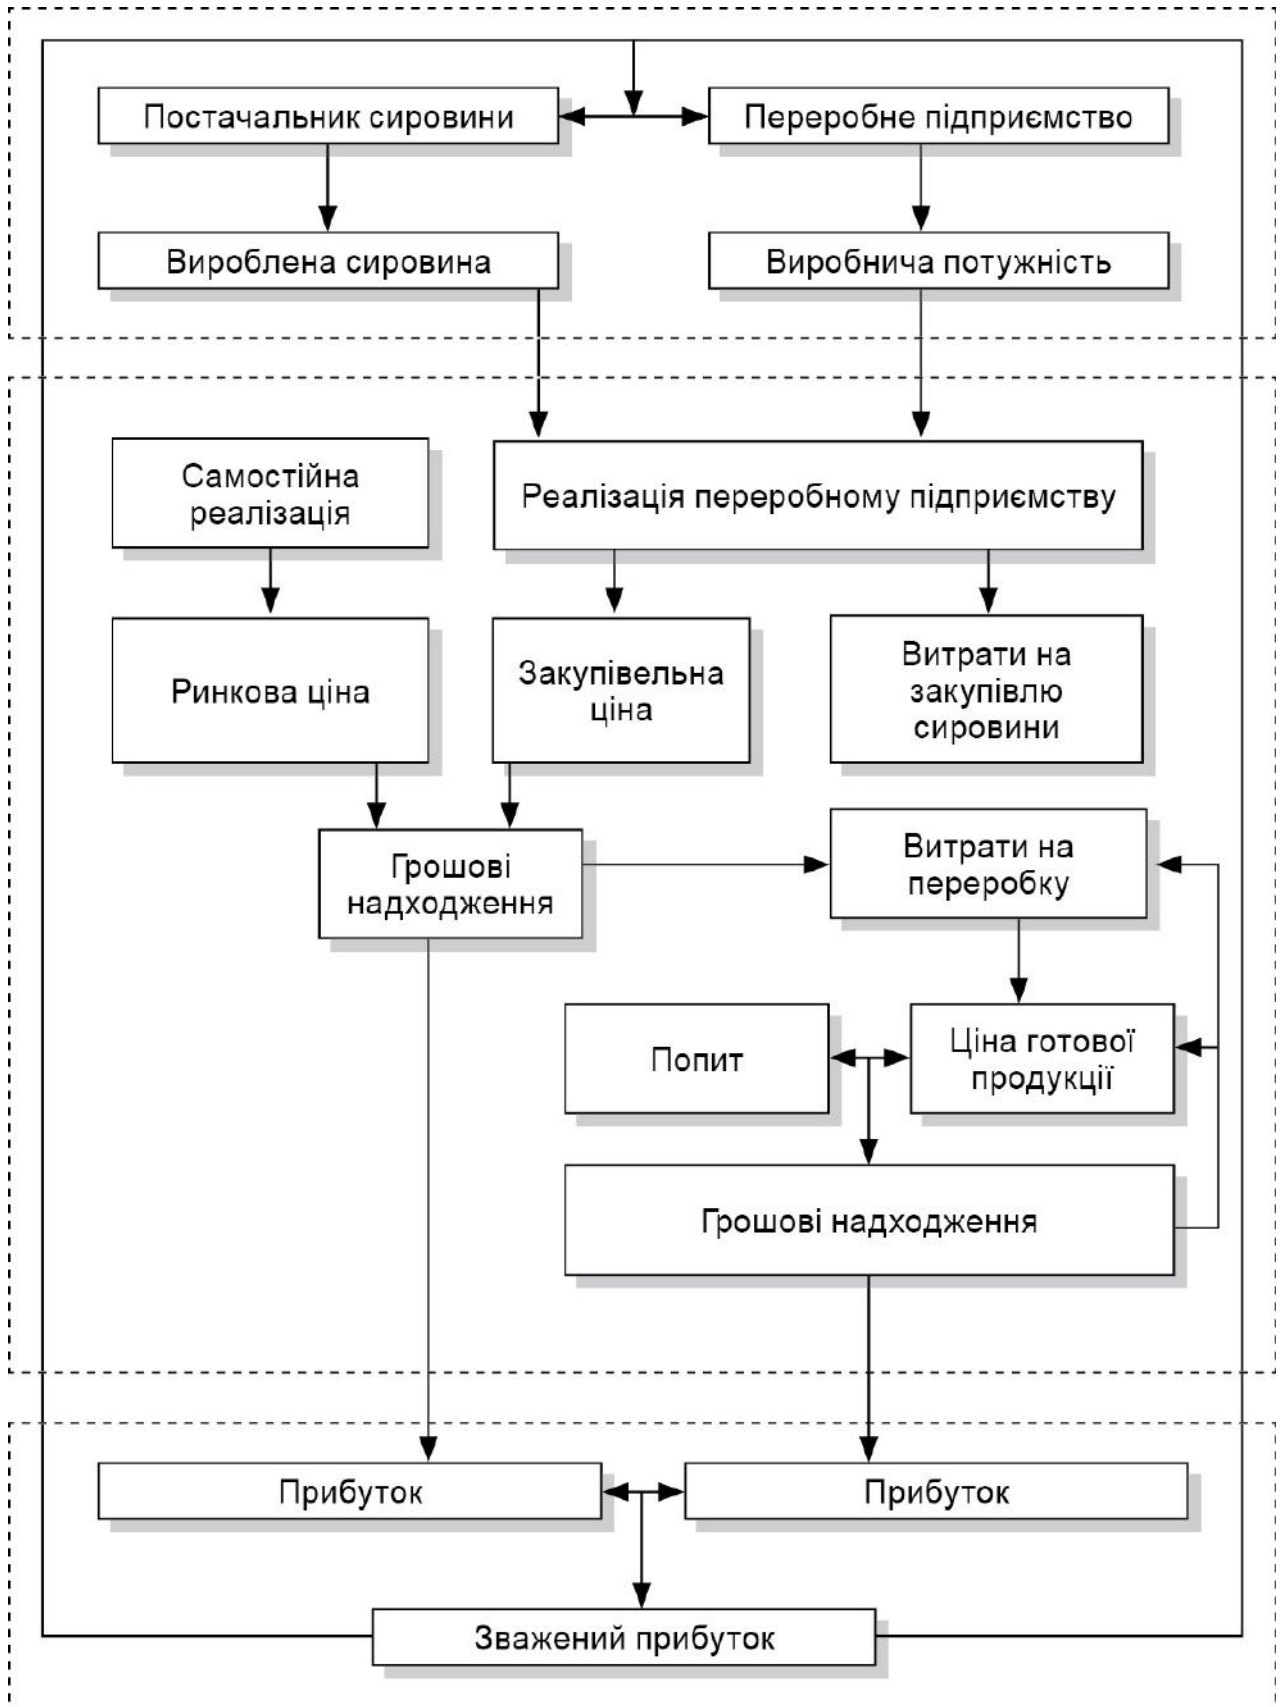 Постачальник сировини
Переробне підприємство
Вироблена сировина
Виробнича потужність
Самостійна
реалізація
Реалізація переробному підприємству
Ринкова ціна
Закупівельна
ціна
Витрати на
закупівлю
сировини
Грошові
надходження
Витрати на
переробку
Попит
Ціна готової
продукції
Грошові надходження
Прибуток
Прибуток
Зважений прибуток